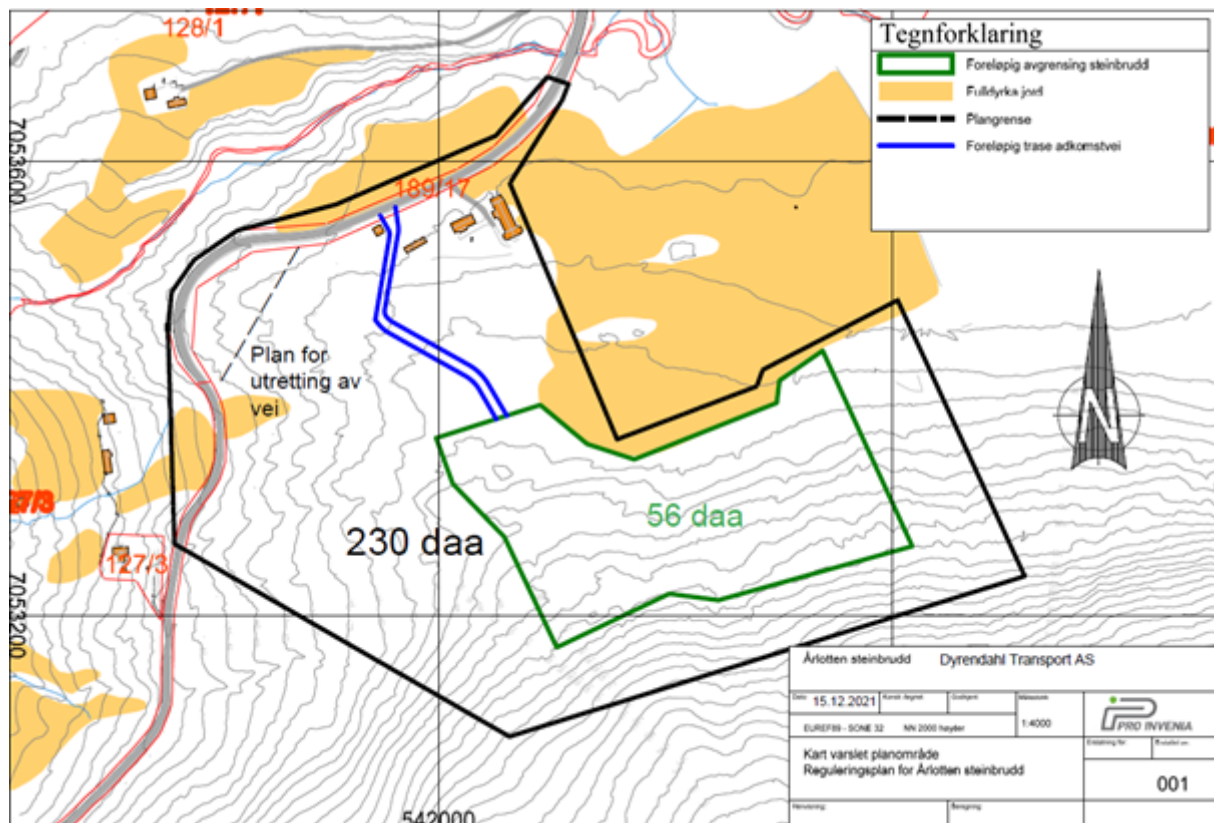 128/1
Tegnforklaring
Foreløpig avgrensing steinbrudd
Fulldyrka jord
Plangrense
Foreløpig trase adkomstvei
7053600
189/17
Plan for
utretting av
vei
56 daa
230 daa
127/3
7053200
542000
Årlotten steinbrudd
Dyrendahl Transport AS
15.12.2021
1:4000
EUREF89 - SONE 32
NN 2000 høyder
PRO INVENIA
Kart varslet planområde
Reguleringsplan for Årlotten steinbrudd
001
N